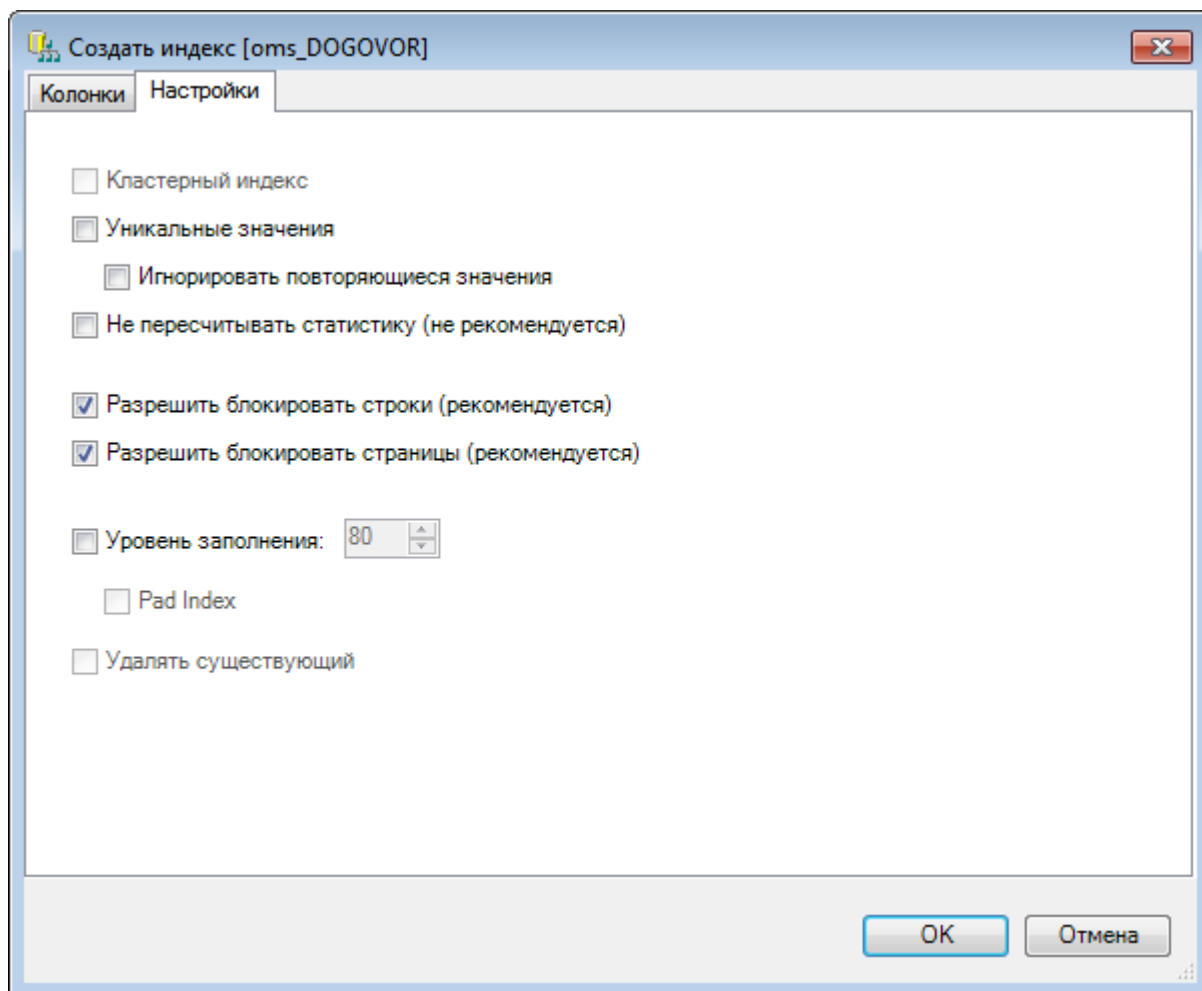 Создать индекс [oms_DOGOVOR]
Колонки Настройки
Кластерный индекс
Уникальные значения
Игнорировать повторяющиеся значения
Не пересчитывать статистику (не рекомендуется)
Разрешить блокировать строки (рекомендуется)
Разрешить блокировать страницы (рекомендуется)
Уровень заполнения: 80
Pad Index
Удалять существующий
OK Отмена